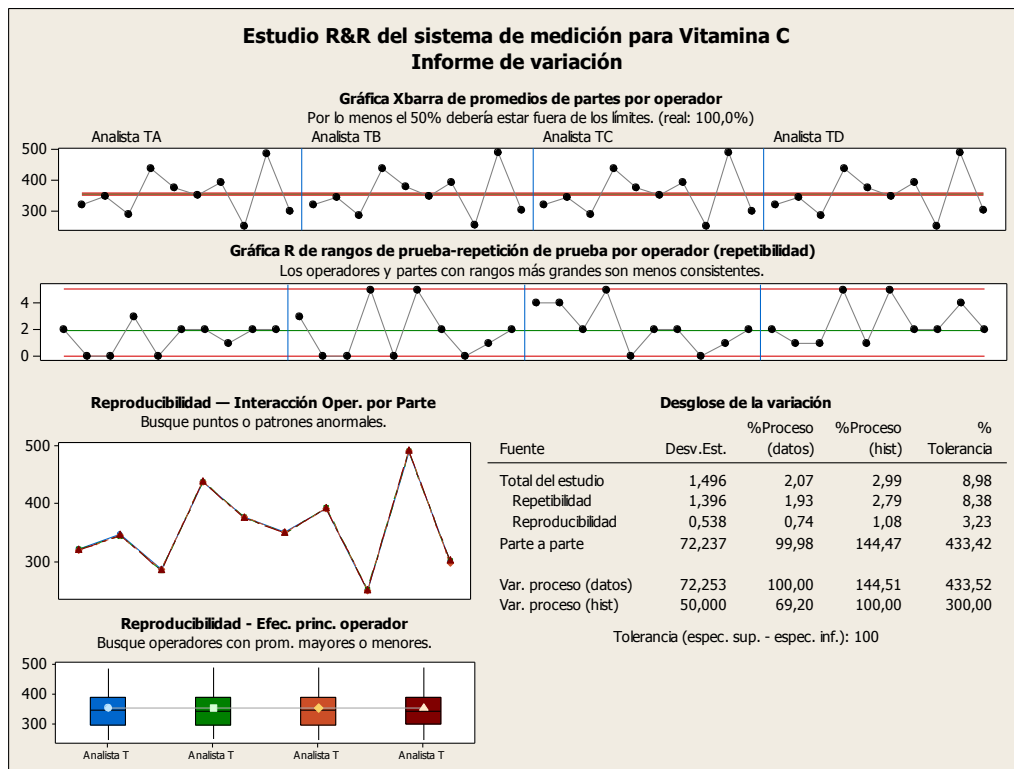 Estudio R&R del sistema de medición para Vitamina C
Informe de variación
Gráfica Xbarra de promedios de partes por operador
Por lo menos el 50% debería estar fuera de los límites. (real: 100,0%)
Analista TA Analista TB Analista TC Analista TD
500
400
300
Gráfica R de rangos de prueba-repetición de prueba por operador (repetibilidad)
Los operadores y partes con rangos más grandes son menos consistentes.
4
2
0
Reproducibilidad — Interacción Oper. por Parte
Busque puntos o patrones anormales.
500
400
300
Reproducibilidad - Efec. princ. operador
Busque operadores con prom. mayores o menores.
500
400
300
Analista T Analista T Analista T Analista T
Desglose de la variación
%Proceso %Proceso %
Fuente Desv.Est. (datos) (hist) Tolerancia
Total del estudio 1,496 2,07 2,99 8,98
Repetibilidad 1,396 1,93 2,79 8,38
Reproducibilidad 0,538 0,74 1,08 3,23
Parte a parte 72,237 99,98 144,47 433,42
Var. proceso (datos) 72,253 100,00 144,51 433,52
Var. proceso (hist) 50,000 69,20 100,00 300,00
Tolerancia (espec. sup. - espec. inf.): 100